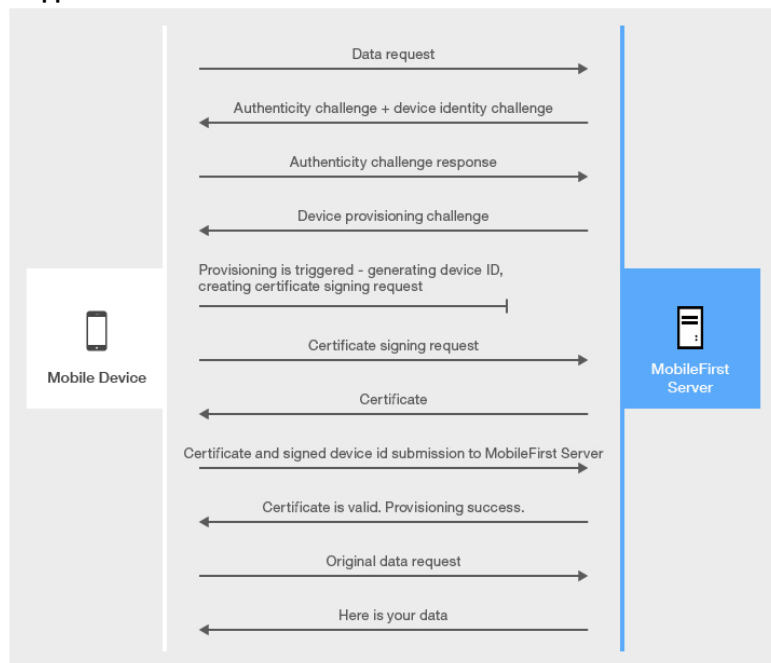 Data request
Authenticity challenge + device identity challenge
Authenticity challenge response
Device provisioning challenge
Provisioning is triggered - generating device ID,
creating certificate signing request
Certificate signing request
Mobile Device
MobileFirst
Server
Certificate
Certificate and signed device id submission to MobileFirst Server
Certificate is valid. Provisioning success.
Original data request
Here is your data